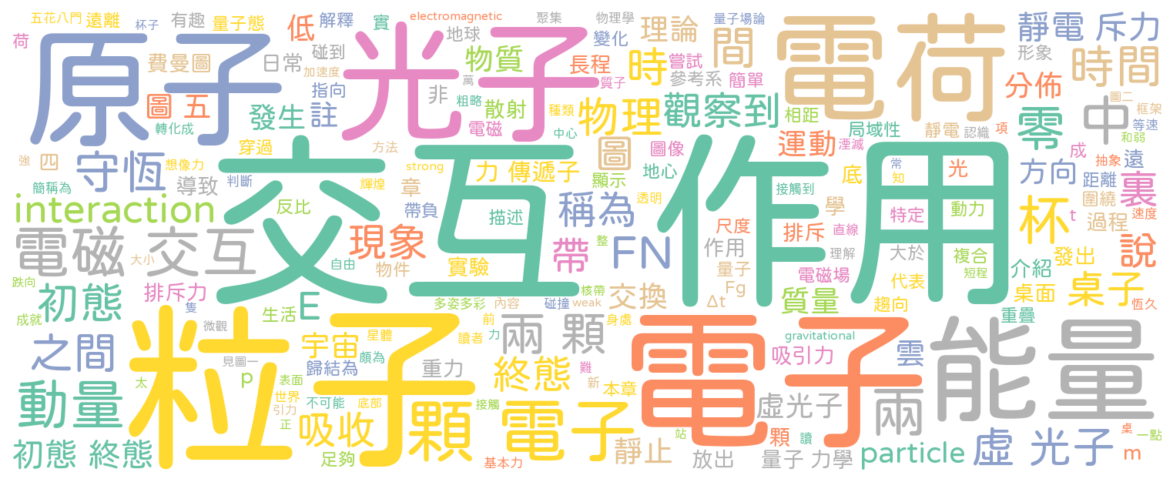 五花八門 杯子 有趣 量子態 低 解釋 electromagnetic 聚集 物理學 量子場論
荷 遠離 實 地球 變化 理論 間 電荷 靜電 斥力
原子 光子 費曼圖 日常 碰到 物質 長程 時 嘗試 形象 時間
加速度 指向 萬 質子 參考系 簡單 分佈 圖二 框架
圖 五 發生 註 非 粗略 散射 種類 物理 觀察到 相距 零 中 等速
轉化成 電磁 中心 運動 局域性 靜電 認識 項 和弱
強 四 守恆 想像力 穿過 方法 力 傳遞子 圖 圖像 地心 湮滅 光 成 抽象 遠
簡稱為 導致 判斷 輝煌 章 strong 顯示 透明 底 常 知 接觸到 方向 距離 圍繞 裏
interaction 反比 帶負 描述 稱為 尺度 學 排斥 直線 特定 動力 杯 過程 t 速度
交互作用
電磁 交互 大小 自由 現象 物件 整 帶 FN 作用 量子 理解 大於 複合 發出 說
初態 跌向 排斥力 實驗 核帶 電磁場 代表 短程 介紹 桌子
成就 隻 生活 E 多姿多彩 內容 碰撞 weak 交換 Δt Fg 質量 趨向 桌面 重疊 恆久
之間 微觀 宇宙 星體 前 力 讀者 兩 顆 身處 gravitational
見圖一 歸結為 頗為 重力 終態 難 新 本章 吸引力 雲
動量 太 p 表面 世界 引力 正 不可能 底部 接觸 虛光子 兩 能量
粒子 電子
吸收 顆 電子 站 顆 讀 桌 一點
初態 終態 足夠 基本力 靜止 放出 量子 力學 particle 虛 光子 m